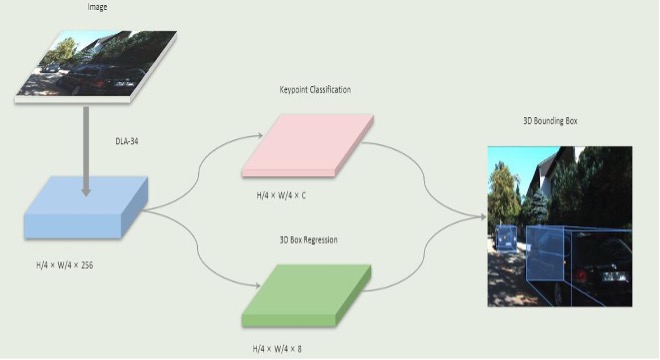 Image
DLA-34
H/4 × W/4 × 256
Keypoint Classification
H/4 × W/4 × C
3D Box Regression
H/4 × W/4 × 8
3D Bounding Box